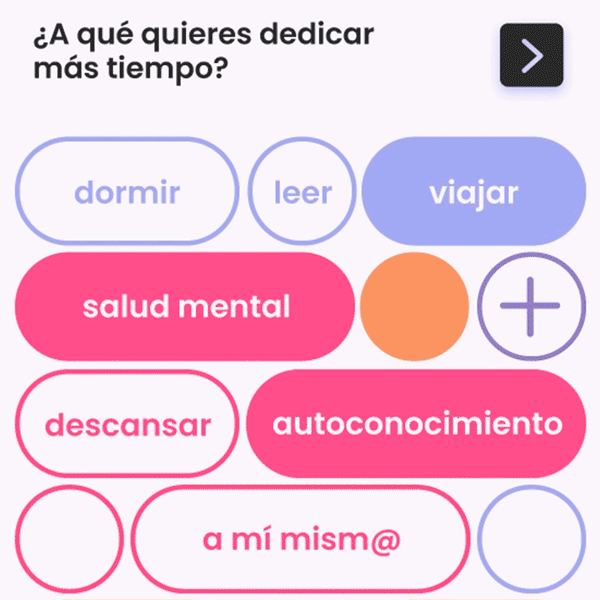 ¿A qué quieres dedicar
más tiempo?
dormir
leer
viajar
salud mental
descansar
autoconocimiento
a mí mism@